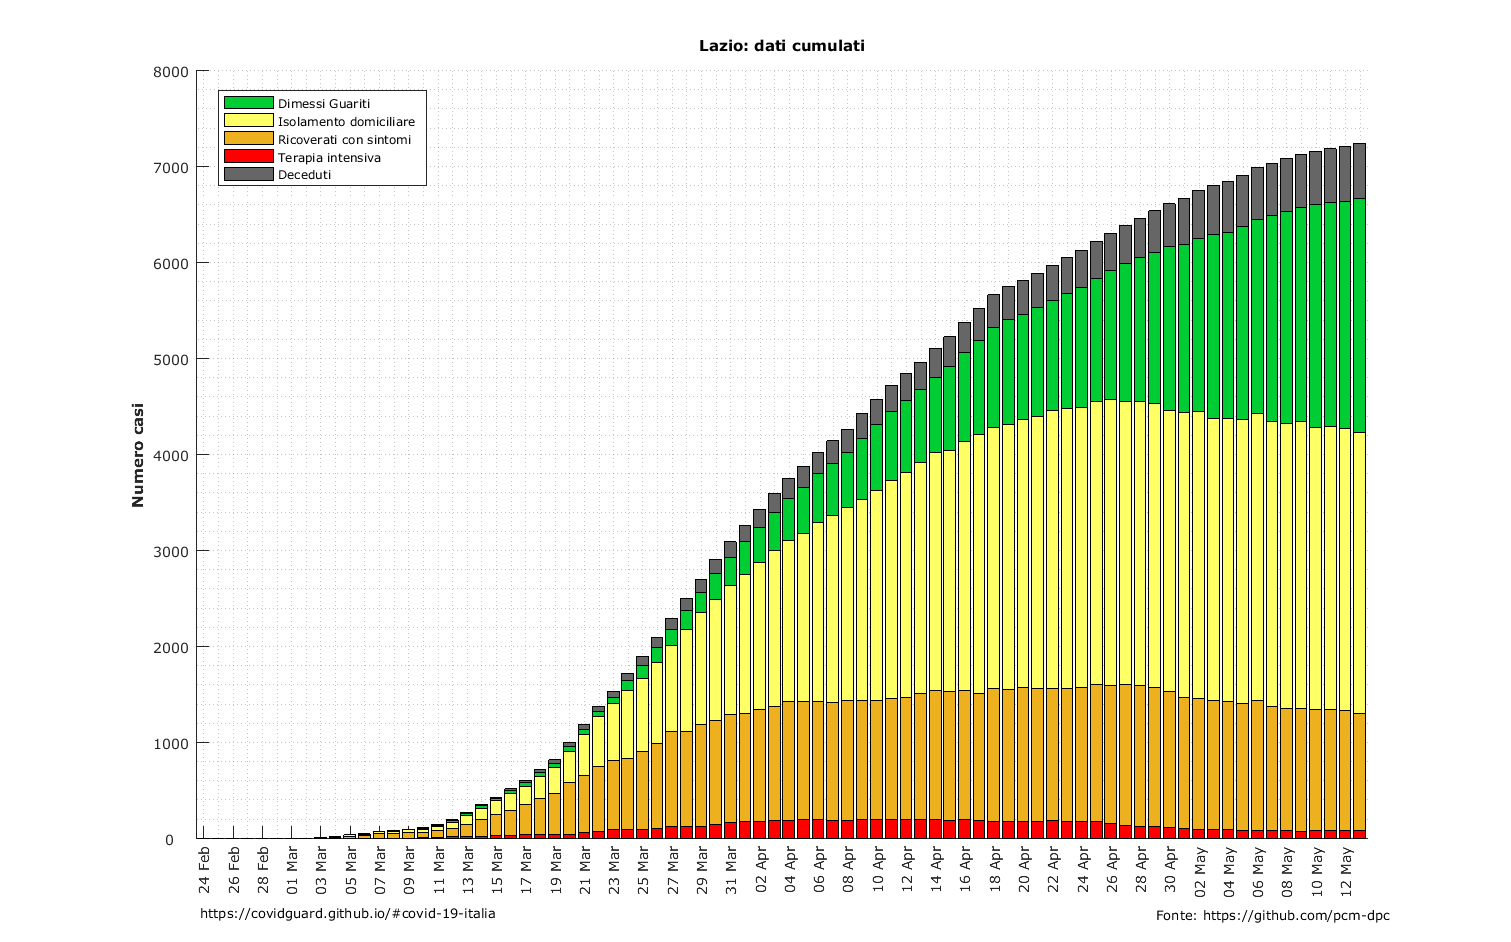 Lazio: dati cumulati
8000
7000
6000
5000
4000
3000
2000
1000
0
Numero casi
Dimessi Guariti
Isolamento domiciliare
Ricoverati con sintomi
Terapia intensiva
Deceduti
24 Feb
26 Feb
28 Feb
01 Mar
03 Mar
05 Mar
07 Mar
09 Mar
11 Mar
13 Mar
15 Mar
17 Mar
19 Mar
21 Mar
23 Mar
25 Mar
27 Mar
29 Mar
31 Mar
02 Apr
04 Apr
06 Apr
08 Apr
10 Apr
12 Apr
14 Apr
16 Apr
18 Apr
20 Apr
22 Apr
24 Apr
26 Apr
28 Apr
30 Apr
02 May
04 May
06 May
08 May
10 May
12 May
https://covidguard.github.io/#covid-19-italia
Fonte: https://github.com/pcm-dpc